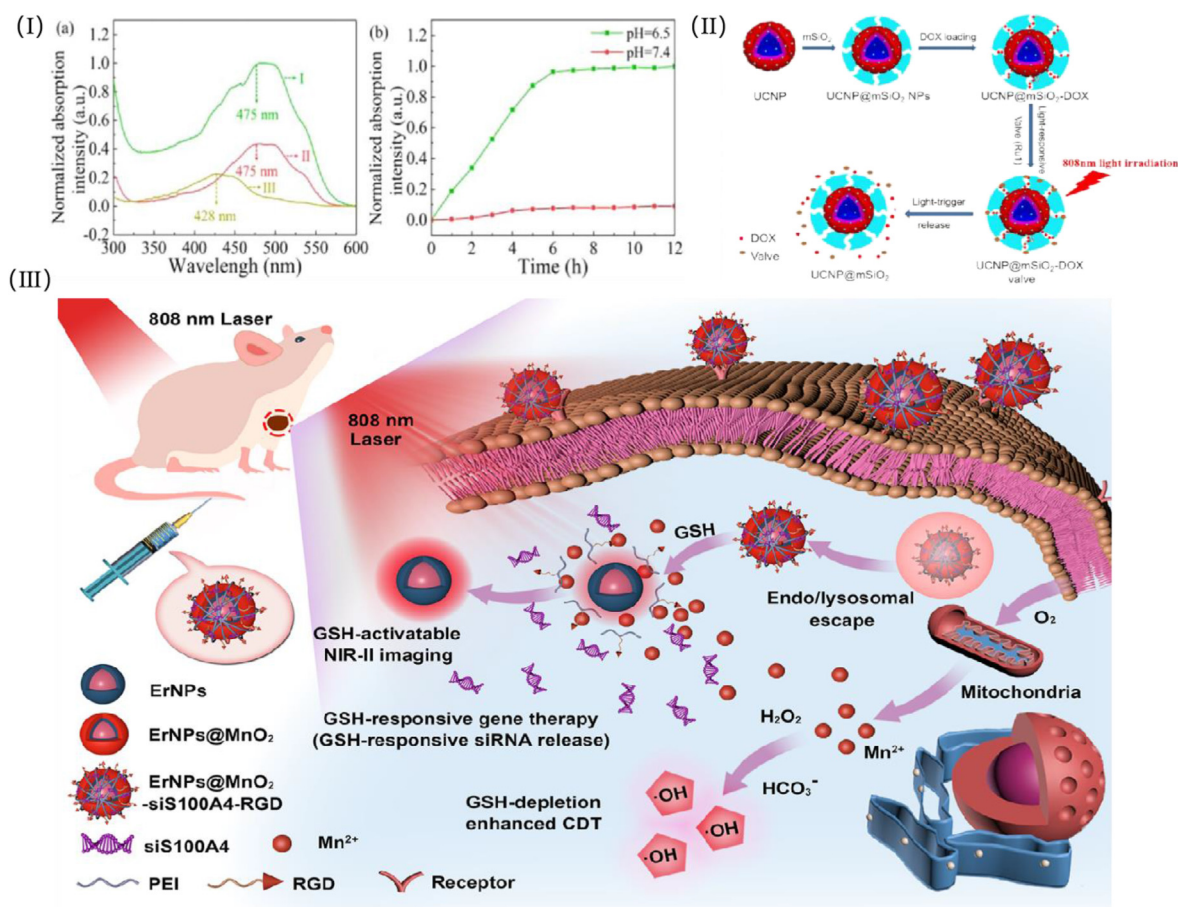 (I)
(a)
Normalized absorption
intensity (a.u.)
1.0
0.8
0.6
0.4
0.2
0.0
-0.2
I
475 nm
II
475 nm
III
428 nm
300 350 400 450 500 550 600
Wavelengh (nm)
(b)
Normalized absorption
intensity (a.u.)
1.0
0.8
0.6
0.4
0.2
0.0
pH=6.5
pH=7.4
0 2 4 6 8 10 12
Time (h)
(II)
mSiO₂
DOX loading
UCNP
UCNP@mSiO₂ NPs
UCNP@mSiO₂-DOX
Light-responsive
Valve (Ru1)
808nm light irradiation
Light-trigger
release
DOX
Valve
UCNP@mSiO₂
UCNP@mSiO₂-DOX
valve
(III)
808 nm Laser
808 nm
Laser
GSH
Endo/lysosomal
escape
O₂
Mitochondria
GSH-activatable
NIR-II imaging
GSH-responsive gene therapy
(GSH-responsive siRNA release)
H₂O₂
Mn²⁺
HCO₃⁻
GSH-depletion
enhanced CDT
·OH
·OH
·OH
ErNPs
ErNPs@MnO₂
ErNPs@MnO₂
-siS100A4-RGD
siS100A4
Mn²⁺
PEI
RGD
Receptor